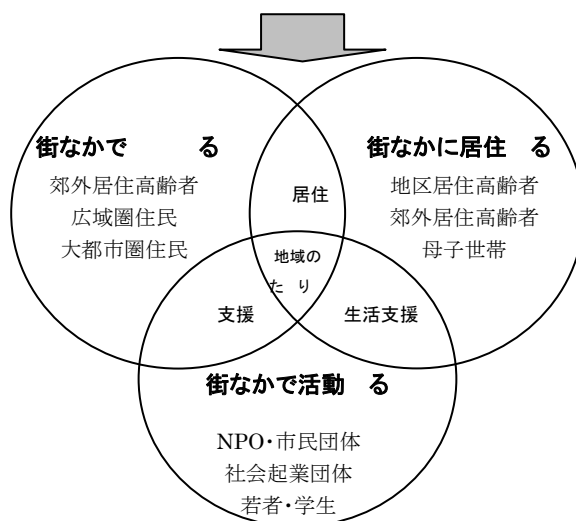 街なかで　　　る
街なかに居住　る
郊外居住高齢者
広域圏住民
大都市圏住民
居住
地区居住高齢者
郊外居住高齢者
母子世帯
地域の
た　り
支援
生活支援
街なかで活動　る
NPO・市民団体
社会起業団体
若者・学生